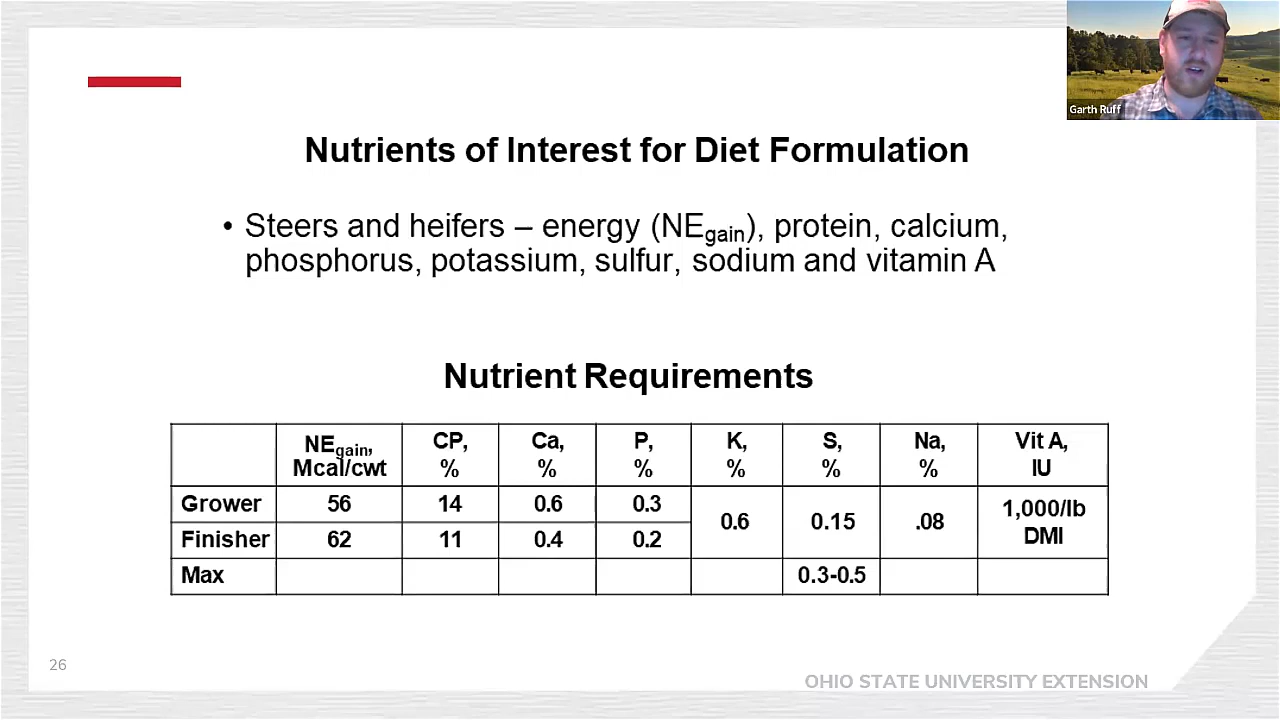 Garth Ruff
Nutrients of Interest for Diet Formulation
• Steers and heifers – energy (NEgain), protein, calcium,
phosphorus, potassium, sulfur, sodium and vitamin A
Nutrient Requirements
NEgain, Mcal/cwt CP, % Ca, % P, % K, % S, % Na, % Vit A, IU
Grower 56 14 0.6 0.3 0.6 0.15 .08 1,000/lb DMI
Finisher 62 11 0.4 0.2
Max 0.3-0.5
26
OHIO STATE UNIVERSITY EXTENSION